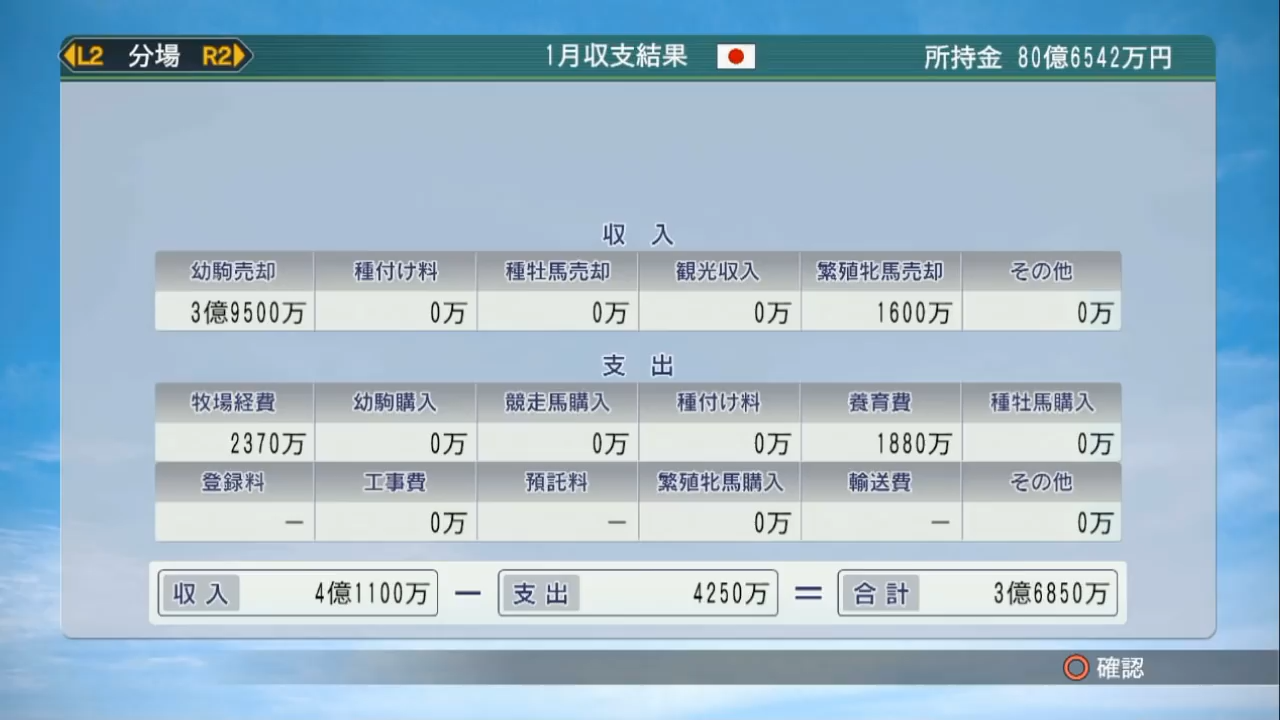 L2 分場 R2 1月収支結果 所持金 80億6542万円
収 入
幼駒売却 種付け料 種牡馬売却 観光収入 繁殖牝馬売却 その他
3億9500万 0万 0万 0万 1600万 0万
支 出
牧場経費 幼駒購入 競走馬購入 種付け料 養育費 種牡馬購入
2370万 0万 0万 0万 1880万 0万
登録料 工事費 預託料 繁殖牝馬購入 輸送費 その他
― 0万 ― 0万 ― 0万
収 入 4億1100万 － 支 出 4250万 ＝ 合 計 3億6850万
確認